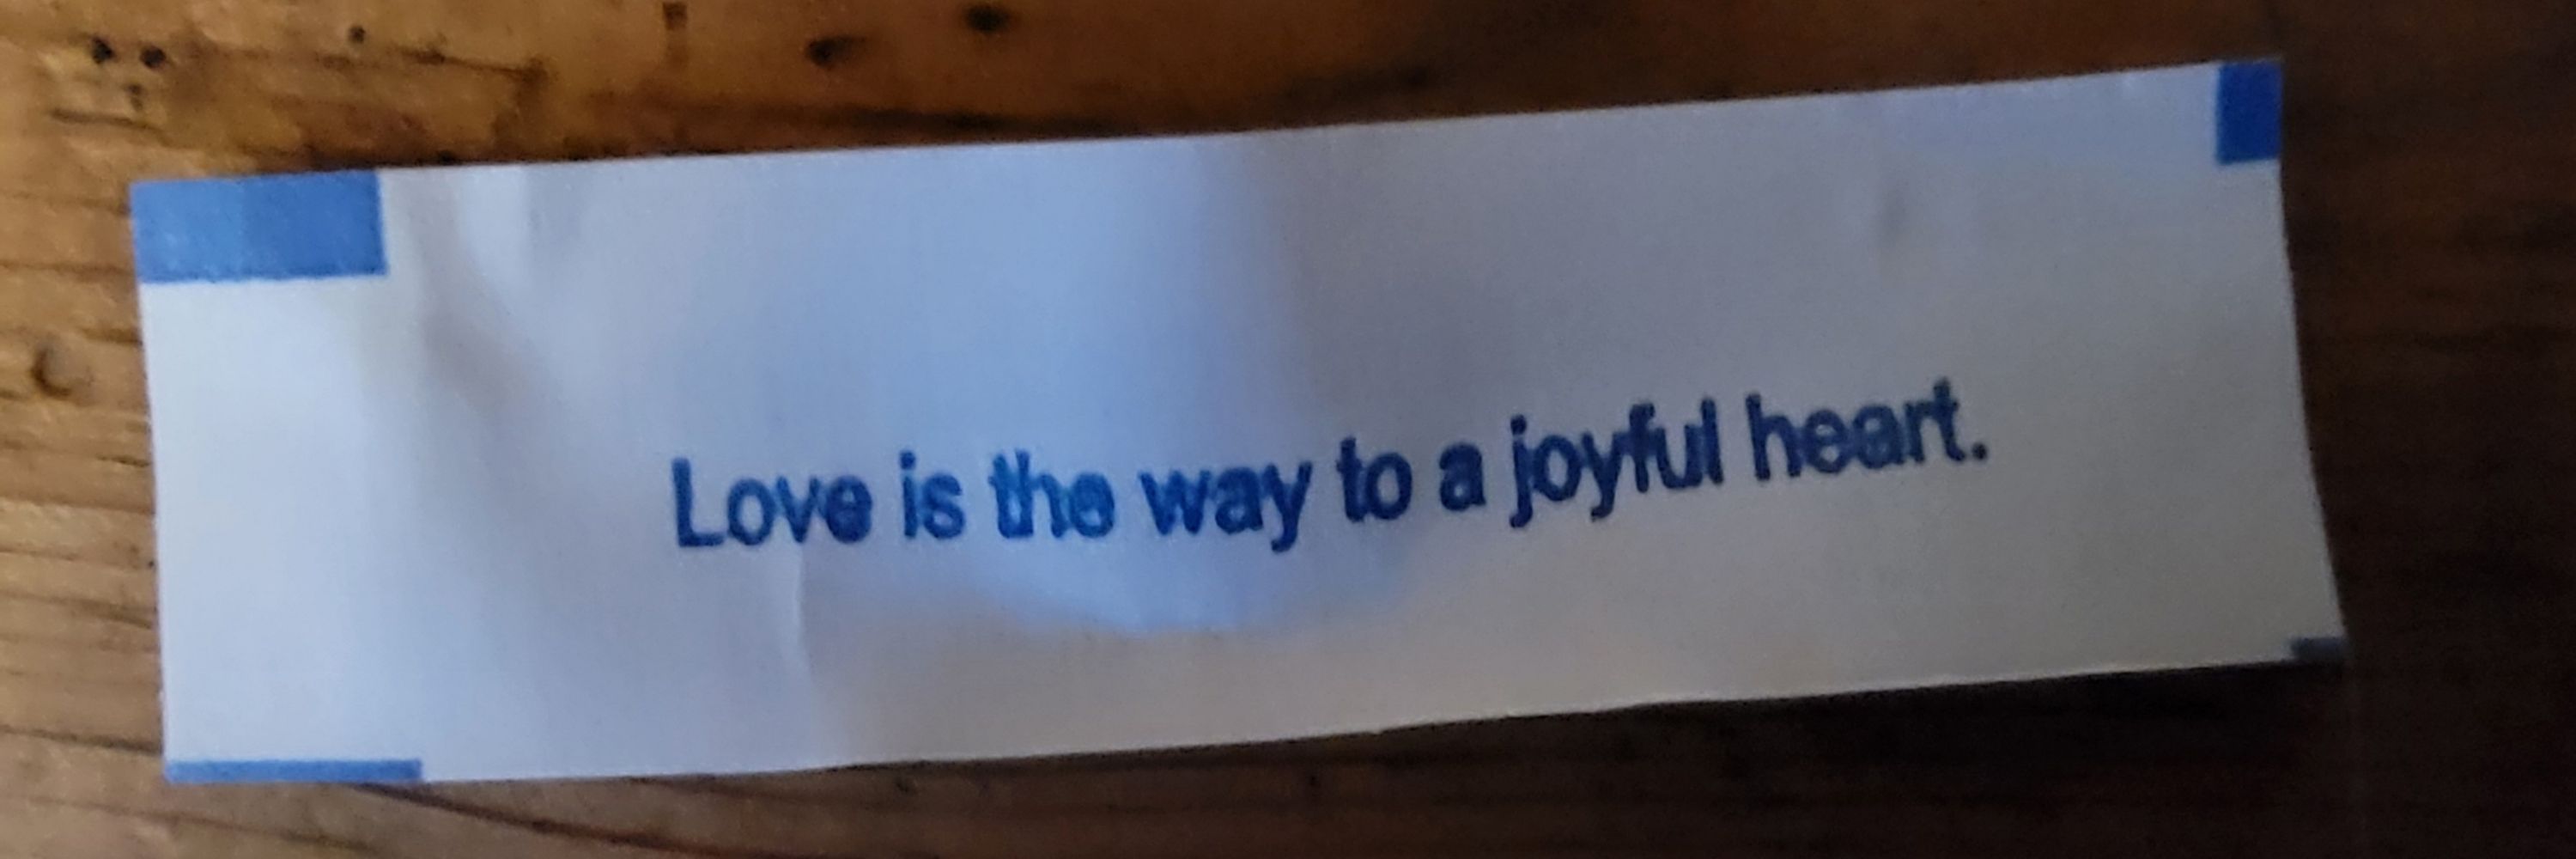 Love is the way to a joyful heart.